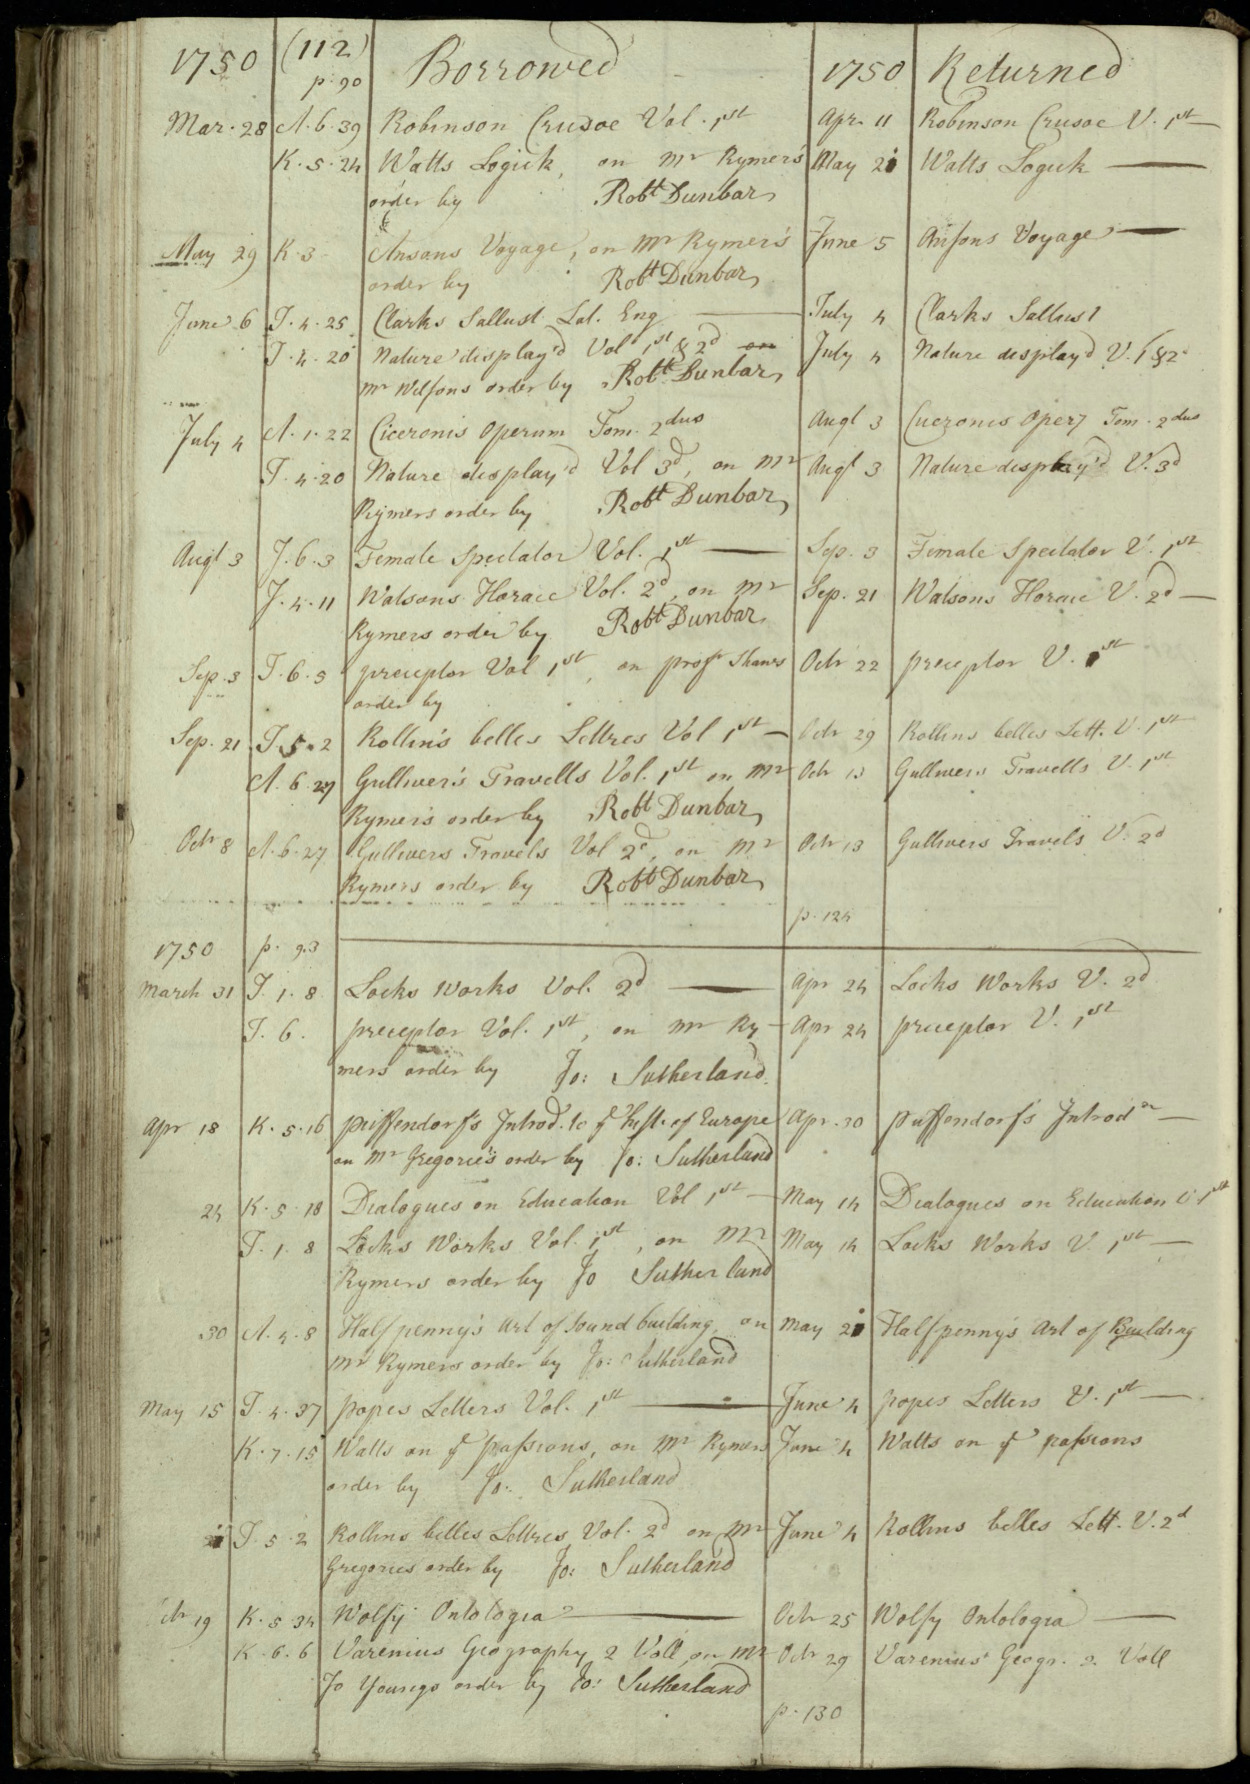 1750 (112) Borrowed 1750 Returned
p. 90
Mar. 28 A. 6. 39 Robinson Crusoe Vol. 1st Apr. 11 Robinson Crusoe V. 1st
K. 5. 24 Watts Logick, on Mr Rymer's May 21 Watts Logick
order by Robt Dunbar
May 29 K. 3 Ansons Voyage, on Mr Rymer's June 5 Ansons Voyage
order by Robt Dunbar
June 6 J. 4. 25 Clarks Sallust Lat. Eng July 4 Clarks Sallust
J. 4. 20 Nature display'd Vol 1st & 2d on July 4 Nature display'd V. 1 & 2
Mr Wilsons order by Robt Dunbar
July 4 A. 1. 22 Ciceronis Operum Tom. 2dus Augt 3 Ciceronis Oper Tom. 2dus
J. 4. 20 Nature display'd Vol 3d, on Mr Augt 3 Nature display'd V. 3d
Rymers order by Robt Dunbar
Augt 3 J. 6. 3 Female Spectator Vol. 1st Sep. 3 Female Spectator V. 1st
J. 4. 11 Watsons Horace Vol. 2d, on Mr Sep. 21 Watsons Horace V. 2d
Rymers order by Robt Dunbar
Sep. 3 J. 6. 5 preceptor Vol 1st, on profr Shaws Octr 22 preceptor V. 1st
order by
Sep. 21 J. 5. 2 Rollin's belles Lettres Vol 1st Octr 29 Rollins belles Lett. V. 1st
A. 6. 27 Gulliver's Travells Vol. 1st on Mr Octr 13 Gullivers Travells V. 1st
Rymers order by Robt Dunbar
Octr 8 A. 6. 27 Gullivers Travels Vol 2d, on Mr Octr 13 Gullivers Travels V. 2d
Rymers order by Robt Dunbar
p. 124
1750 p. 93
March 31 J. 1. 8 Locks Works Vol. 2d Apr 24 Locks Works V. 2d
J. 6. preceptor Vol. 1st, on Mr Ry- Apr 24 preceptor V. 1st
mers order by Jo: Sutherland
Apr 18 K. 5. 16 puffendorf's Introd. to ye hist. of Europe Apr. 30 puffendorf's Introdn
on Mr Gregorie's order by Jo: Sutherland
24 K. 5. 18 Dialogues on Education Vol 1st May 14 Dialogues on Education V. 1st
J. 1. 8 Locks Works Vol. 1st, on Mr May 14 Locks Works V. 1st
Rymers order by Jo Sutherland
30 A. 4. 8 Halfpenny's Art of Sound building, on May 21 Halfpenny's Art of Building
Mr Rymers order by Jo: Sutherland
May 15 J. 4. 37 popes Letters Vol. 1st June 4 popes Letters V. 1st
K. 7. 15 Watts on ye passions, on Mr Rymers June 4 Watts on ye passions
order by Jo: Sutherland
J. 5. 2 Rollins belles Lettres Vol. 2d on Mr June 4 Rollins belles Lett. V. 2d
Gregories order by Jo: Sutherland
Octr 19 K. 5 34 Wolfij Ontologia Octr 25 Wolfij Ontologia
K. 6. 6 Varenius Geography 2 Voll, on Mr Octr 29 Varenius Geogr. 2 Voll
Jo Youngs order by Jo: Sutherland
p. 130